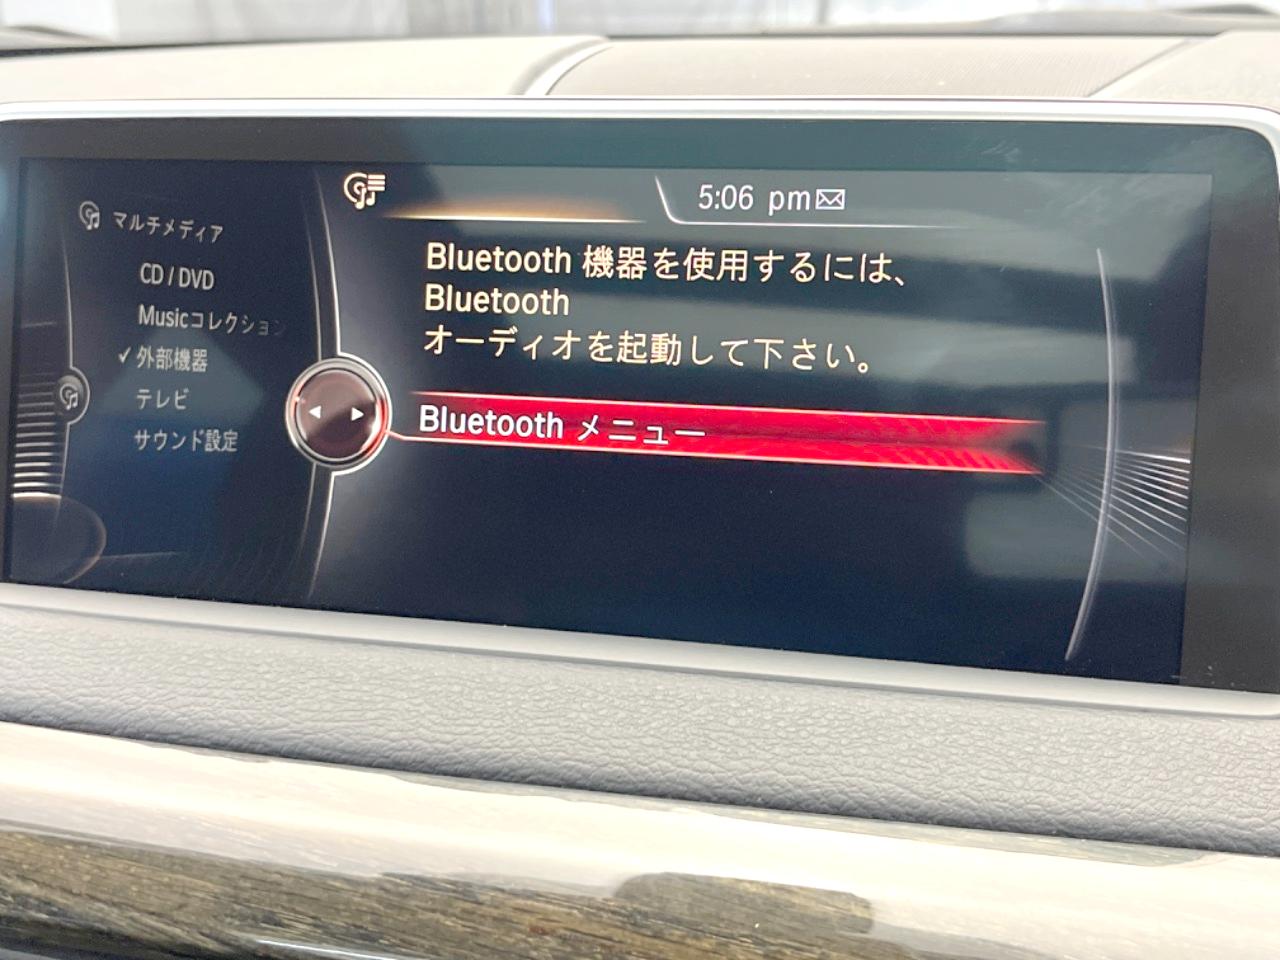 マルチメディア
CD / DVD
Musicコレクション
✓ 外部機器
テレビ
サウンド設定
5:06 pm
Bluetooth 機器を使用するには、
Bluetooth
オーディオを起動して下さい。
Bluetooth メニュー